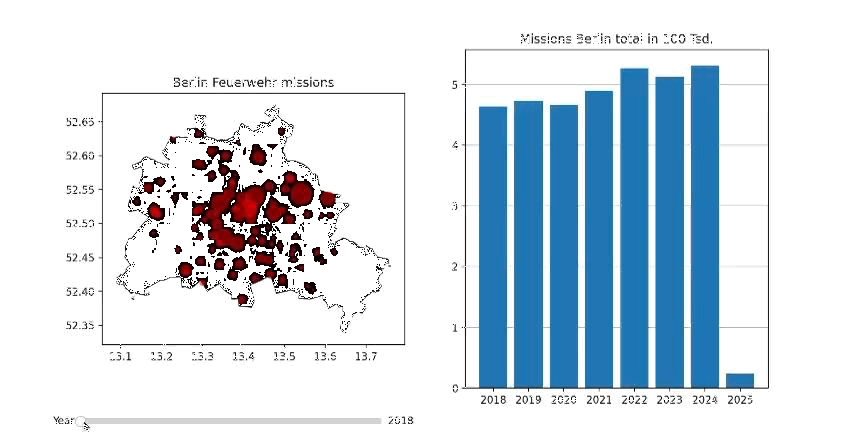 Berlin Feuerwehr missions
52.65
52.60
52.55
52.50
52.45
52.40
52.35
13.1 13.2 13.3 13.4 13.5 13.6 13.7
Year 2018
Missions Berlin total in 100 Tsd.
5
4
3
2
1
0
2018 2019 2020 2021 2022 2023 2024 2025